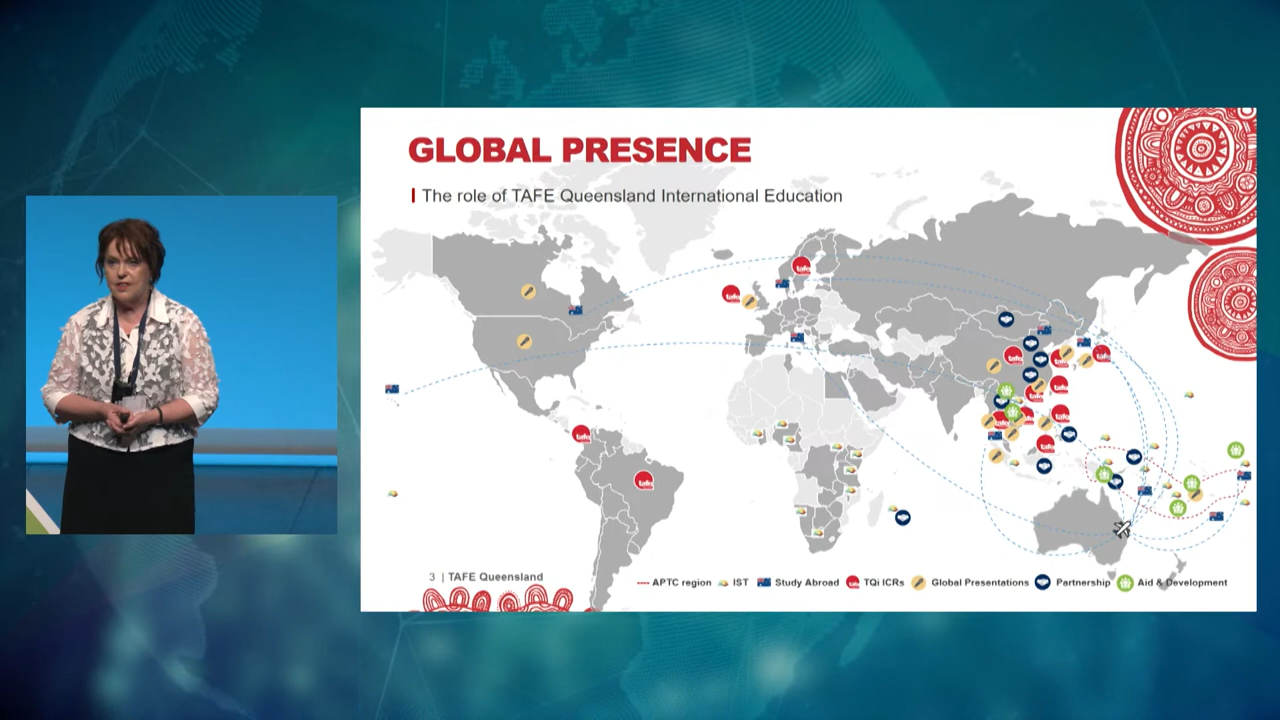 GLOBAL PRESENCE
The role of TAFE Queensland International Education
3 | TAFE Queensland
APTC region IST Study Abroad TQi ICRs Global Presentations Partnership Aid & Development